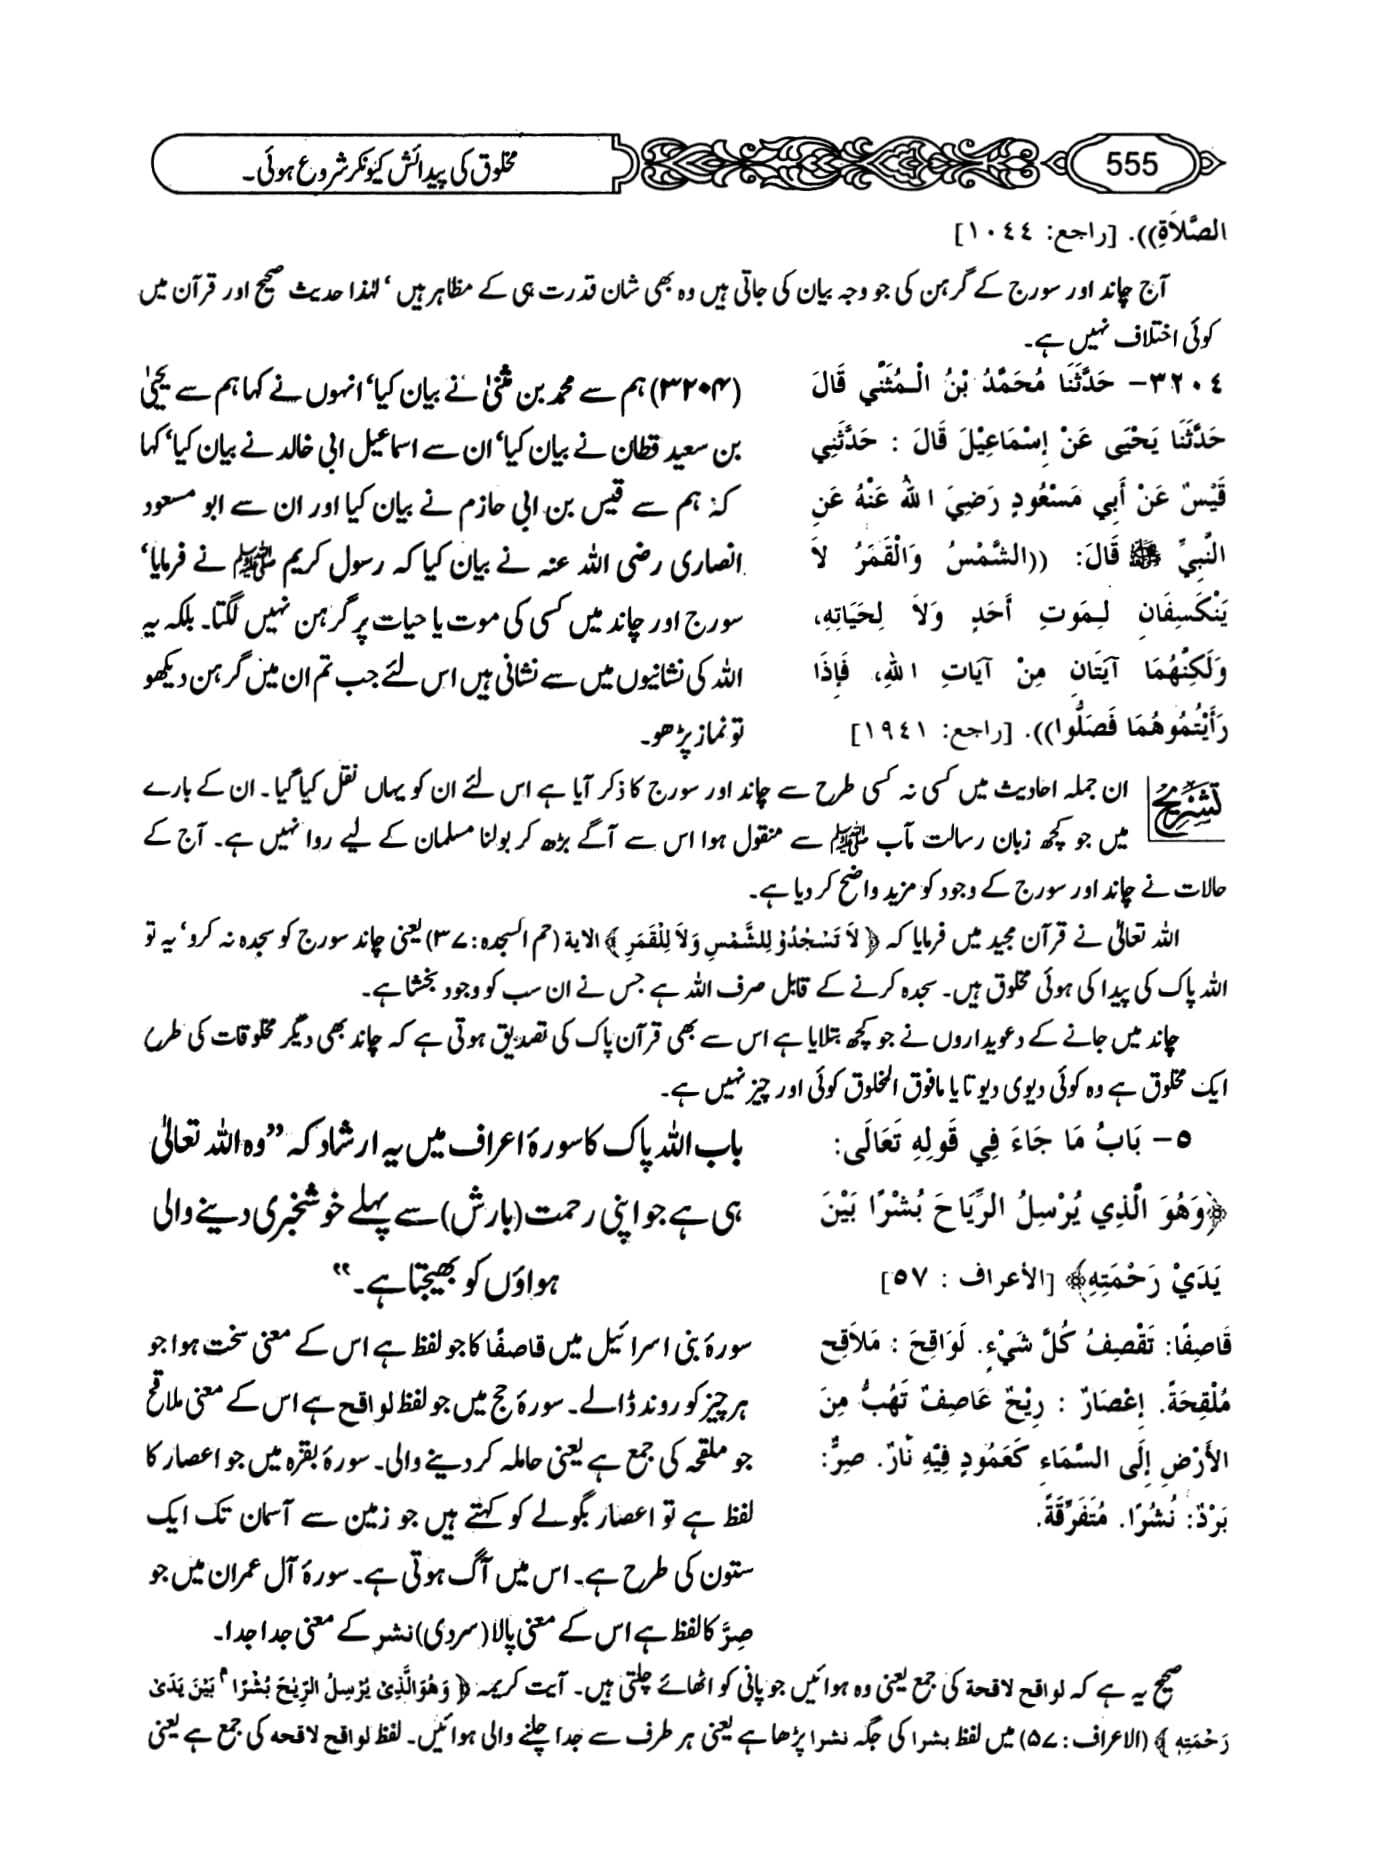 555
مخلوق کی پیدائش کیونکر شروع ہوئی۔
الصَّلاَةِ)). [راجع: ١٠٤٤]
آج چاند اور سورج کے گرہن کی جو وجہ بیان کی جاتی ہیں وہ بھی شان قدرت ہی کے مظاہر ہیں ‘ لہٰذا حدیث صحیح اور قرآن میں
کوئی اختلاف نہیں ہے۔
٣٢٠٤– حَدَّثَنَا مُحَمَّدُ بْنُ الْـمُثَنَّي قَالَ
حَدَّثَنَا يَحْيَى عَنْ إِسْمَاعِيْلَ قَالَ : حَدَّثَنِي
قَيْسٌ عَنْ أَبِي مَسْعُودٍ رَضِيَ اللهُ عَنْهُ عَنِ
النَّبِيِّ ﷺ قَالَ: ((الشَّمْسُ وَالْقَمَرُ لاَ
يَنْكَسِفَانِ لِـمَوتِ أَحَدٍ وَلاَ لِحَيَاتِهِ،
وَلَكِنَّهُمَا آيَتَانِ مِنْ آيَاتِ اللهِ، فَإِذَا
رَأَيْتُمُوهُمَا فَصَلُّوا)). [راجع: ١٩٤١]
(۳۲۰۴) ہم سے محمد بن مثنیٰ نے بیان کیا‘ انہوں نے کہا ہم سے یحییٰ
بن سعید قطان نے بیان کیا‘ ان سے اسماعیل ابی خالد نے بیان کیا‘ کہا
کہ ہم سے قیس بن ابی حازم نے بیان کیا اور ان سے ابو مسعود
انصاری رضی اللہ عنہ نے بیان کیا کہ رسول کریم ﷺ نے فرمایا‘
سورج اور چاند میں کسی کی موت یا حیات پر گرہن نہیں لگتا۔ بلکہ یہ
اللہ کی نشانیوں میں سے نشانی ہیں اس لئے جب تم ان میں گرہن دیکھو
تو نماز پڑھو۔
تشریح
ان جملہ احادیث میں کسی نہ کسی طرح سے چاند اور سورج کا ذکر آیا ہے اس لئے ان کو یہاں نقل کیا گیا۔ ان کے بارے
میں جو کچھ زبان رسالت مآب ﷺ سے منقول ہوا اس سے آگے بڑھ کر بولنا مسلمان کے لیے روا نہیں ہے۔ آج کے
حالات نے چاند اور سورج کے وجود کو مزید واضح کر دیا ہے۔
اللہ تعالیٰ نے قرآن مجید میں فرمایا کہ ﴿ لاَ تَسْجُدُوْ لِلشَّمْسِ وَلاَ لِلْقَمَرِ ﴾ الایة (حم السجدہ : ۳۷) یعنی چاند سورج کو سجدہ نہ کرو‘ یہ تو
اللہ پاک کی پیدا کی ہوئی مخلوق ہیں۔ سجدہ کرنے کے قابل صرف اللہ ہے جس نے ان سب کو وجود بخشا ہے۔
چاند میں جانے کے دعویداروں نے جو کچھ بتلایا ہے اس سے بھی قرآن پاک کی تصدیق ہوتی ہے کہ چاند بھی دیگر مخلوقات کی طرح
ایک مخلوق ہے وہ کوئی دیوی دیوتا یا مافوق المخلوق کوئی اور چیز نہیں ہے۔
٥– بَابُ مَا جَاءَ فِي قَولِهِ تَعَالَى:
﴿وَهُوَ الَّذِي يُرْسِلُ الرِّيَاحَ بُشْرًا بَيْنَ
يَدَيْ رَحْمَتِهِ﴾ [الأعراف : ٥٧]
باب اللہ پاک کا سورۂ اعراف میں یہ ارشاد کہ ”وہ اللہ تعالیٰ
ہی ہے جو اپنی رحمت (بارش) سے پہلے خوشخبری دینے والی
ہواؤں کو بھیجتا ہے۔“
قَاصِفًا: تَقْصِفُ كُلَّ شَيْءٍ. لَوَاقِحَ : مَلاَقِحَ
مُلْقِحَةً. إِعْصَارٌ : رِيْحٌ عَاصِفٌ تَهُبُّ مِنَ
الأَرْضِ إِلَى السَّمَاءِ كَعَمُودٍ فِيْهِ نَارٌ. صِرٌّ:
بَرْدٌ: نُشُرًا. مُتَفَرِّقَةً.
سورۂ بنی اسرائیل میں قاصفًا کا جو لفظ ہے اس کے معنی سخت ہوا جو
ہر چیز کو روند ڈالے۔ سورۂ حج میں جو لفظ لواقح ہے اس کے معنی ملاقح
جو ملقحہ کی جمع ہے یعنی حاملہ کر دینے والی۔ سورۂ بقرہ میں جو اعصار کا
لفظ ہے تو اعصار بگولے کو کہتے ہیں جو زمین سے آسمان تک ایک
ستون کی طرح ہے۔ اس میں آگ ہوتی ہے۔ سورۂ آل عمران میں جو
صِرَّ کا لفظ ہے اس کے معنی پالا (سردی) نشر کے معنی جدا جدا۔
صحیح یہ ہے کہ لواقح لاقحة کی جمع یعنی وہ ہوائیں جو پانی کو اٹھائے چلتی ہیں۔ آیت کریمہ ﴿ وَهُوَ الَّذِیْ یُرْسِلُ الرِّیٰحَ بُشْرًا بَیْنَ یَدَیْ
رَحْمَتِهٖ ﴾ (الاعراف : ۵۷) میں لفظ بشرا کی جگہ نشرا پڑھا ہے یعنی ہر طرف سے جدا چلنے والی ہوائیں۔ لفظ لواقح لاقحہ کی جمع ہے یعنی